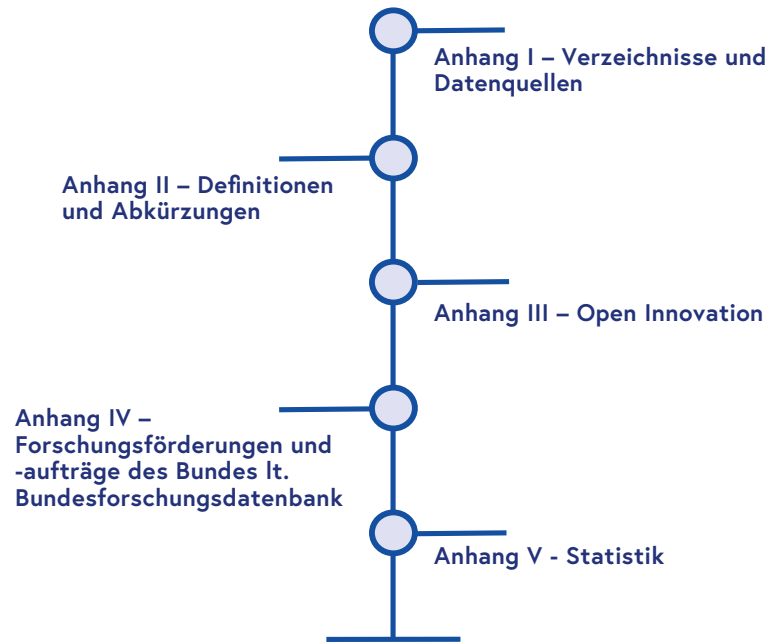 Anhang I – Verzeichnisse und
Datenquellen
Anhang II – Definitionen
und Abkürzungen
Anhang III – Open Innovation
Anhang IV –
Forschungsförderungen und
-aufträge des Bundes lt.
Bundesforschungsdatenbank
Anhang V - Statistik